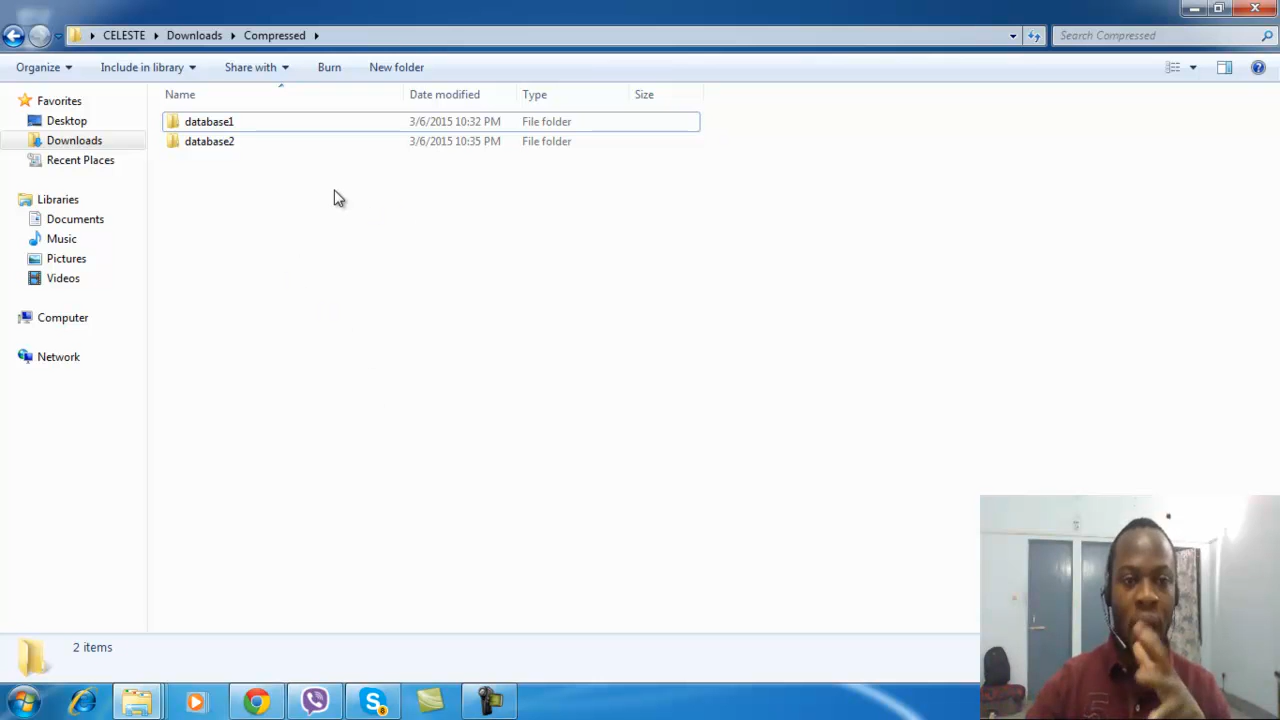 CELESTE Downloads Compressed
Search Compressed
Organize Include in library Share with Burn New folder
Name Date modified Type Size
Favorites
Desktop
Downloads
Recent Places
Libraries
Documents
Music
Pictures
Videos
Computer
Network
database1 3/6/2015 10:32 PM File folder
database2 3/6/2015 10:35 PM File folder
2 items
8